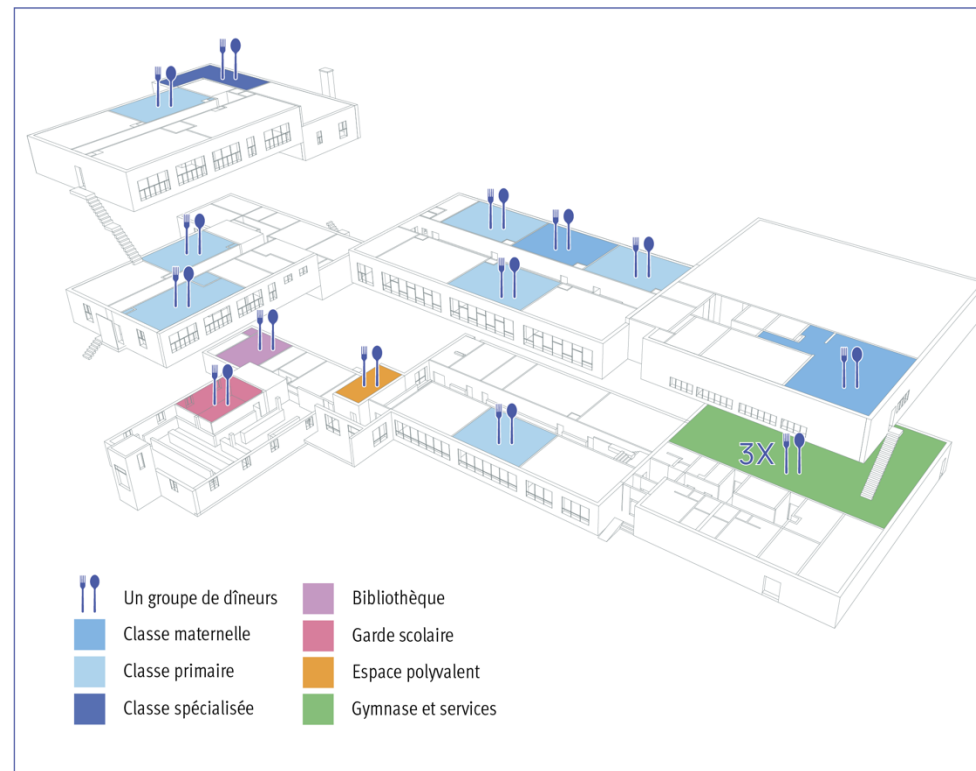 3X
Un groupe de dîneurs
Classe maternelle
Classe primaire
Classe spécialisée
Bibliothèque
Garde scolaire
Espace polyvalent
Gymnase et services